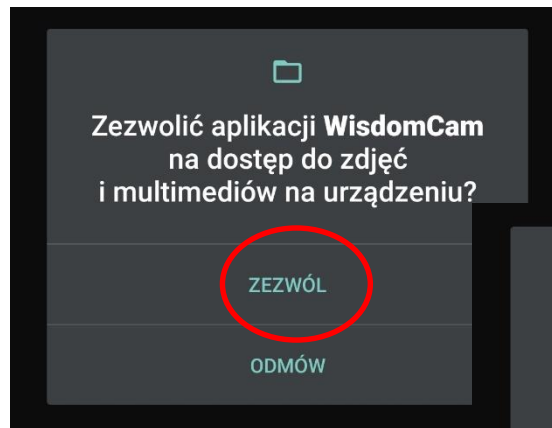 Zezwolić aplikacji WisdomCam
na dostęp do zdjęć
i multimediów na urządzeniu?
ZEZWÓL
ODMÓW